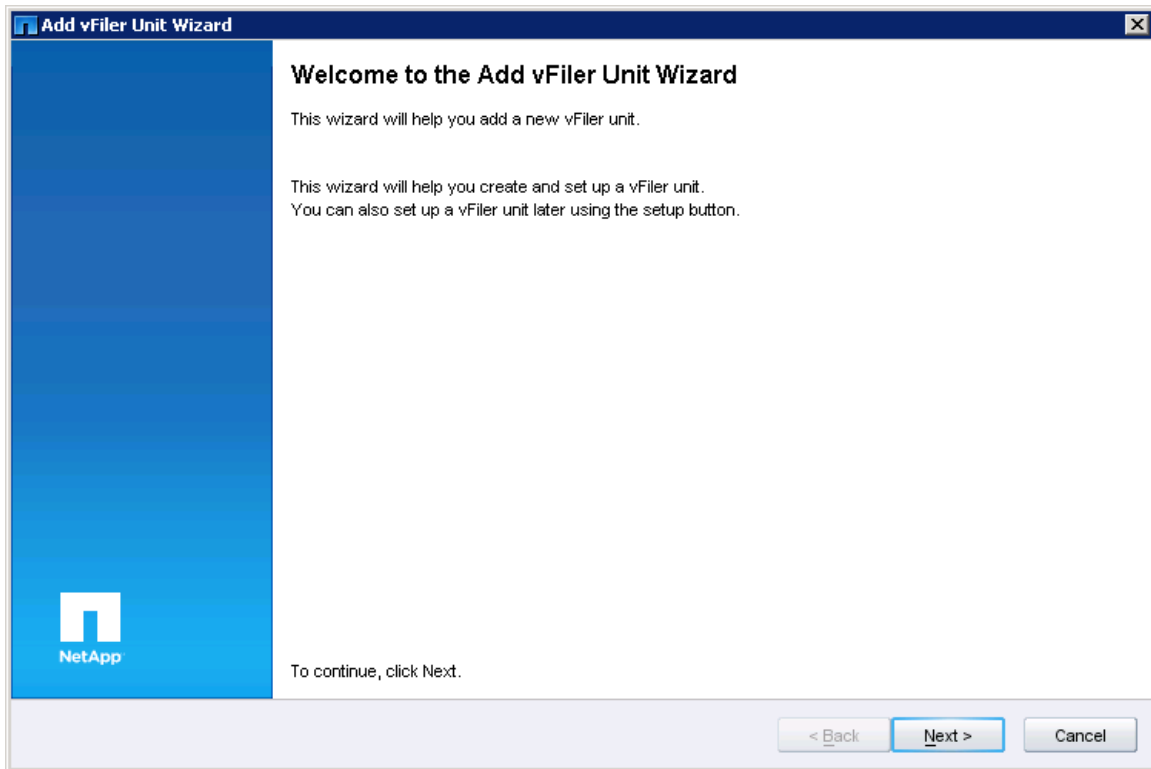 Add vFiler Unit Wizard
Welcome to the Add vFiler Unit Wizard
This wizard will help you add a new vFiler unit.
This wizard will help you create and set up a vFiler unit.
You can also set up a vFiler unit later using the setup button.
NetApp
To continue, click Next.
< Back
Next >
Cancel